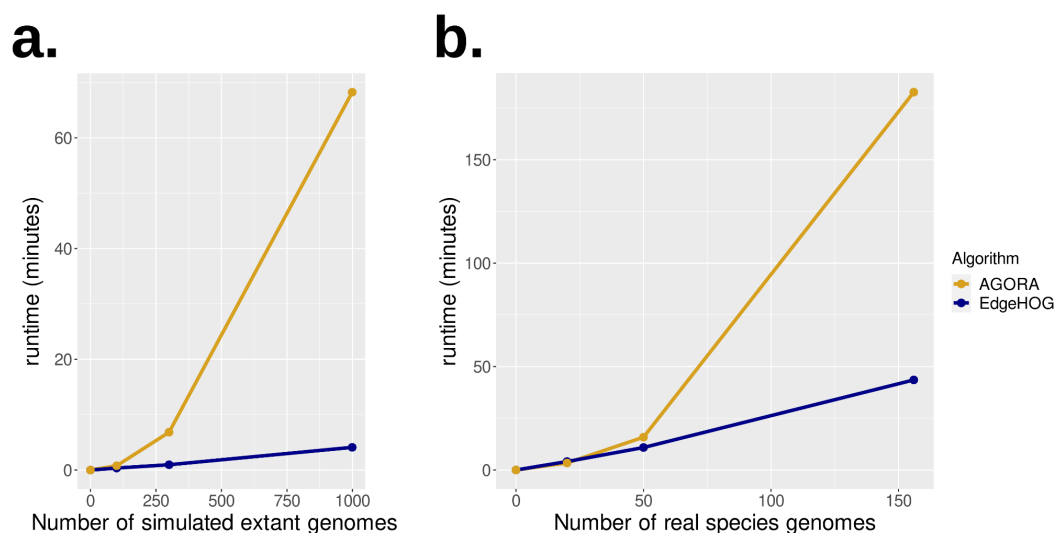 a.
runtime (minutes)
60
40
20
0
0 250 500 750 1000
Number of simulated extant genomes
b.
runtime (minutes)
150
100
50
0
0 50 100 150
Number of real species genomes
Algorithm
AGORA
EdgeHOG